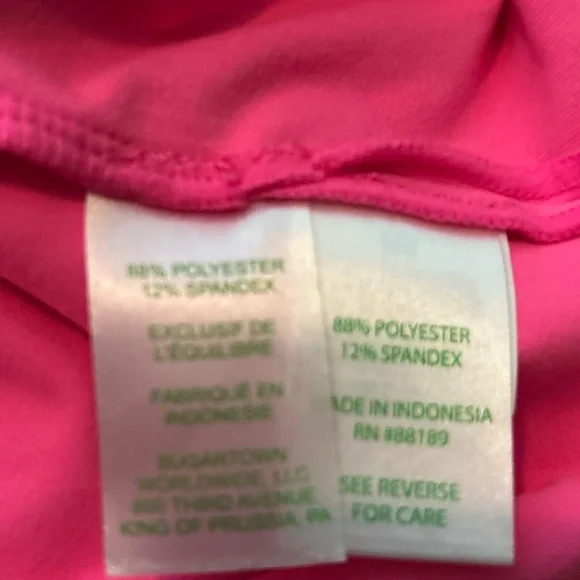 88% POLYESTER
12% SPANDEX
EXCLUSIF DE
L'ÉQUILIBRE
FABRIQUÉ EN
INDONÉSIE
SUGARTOWN
WORLDWIDE, LLC
800 THIRD AVENUE
KING OF PRUSSIA, PA
88% POLYESTER
12% SPANDEX
ADE IN INDONESIA
RN #88189
SEE REVERSE
FOR CARE